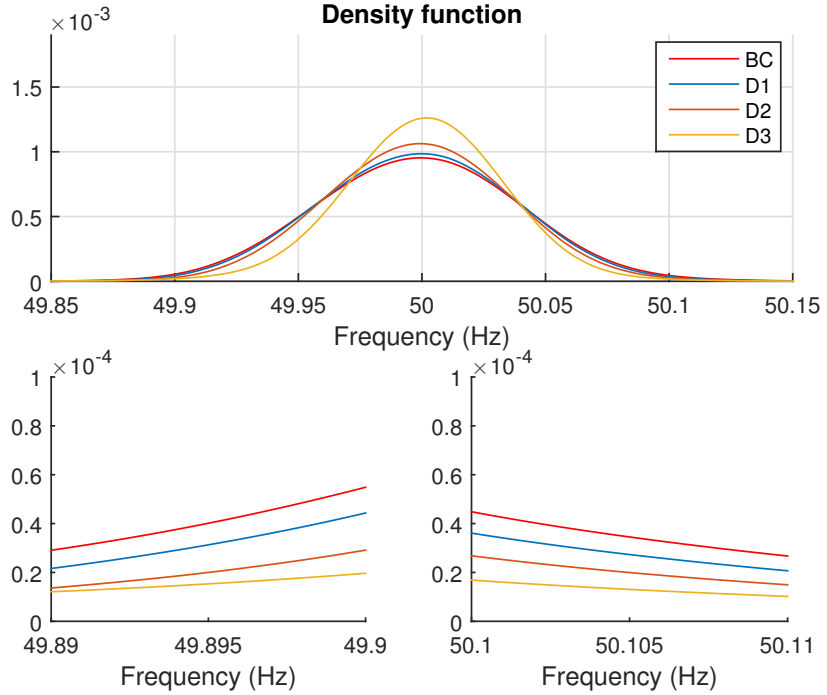 Density function
×10-3
1.5
1
0.5
0
49.85 49.9 49.95 50 50.05 50.1 50.15
Frequency (Hz)
BC
D1
D2
D3
×10-4
1
0.8
0.6
0.4
0.2
0
49.89 49.895 49.9
Frequency (Hz)
×10-4
1
0.8
0.6
0.4
0.2
0
50.1 50.105 50.11
Frequency (Hz)